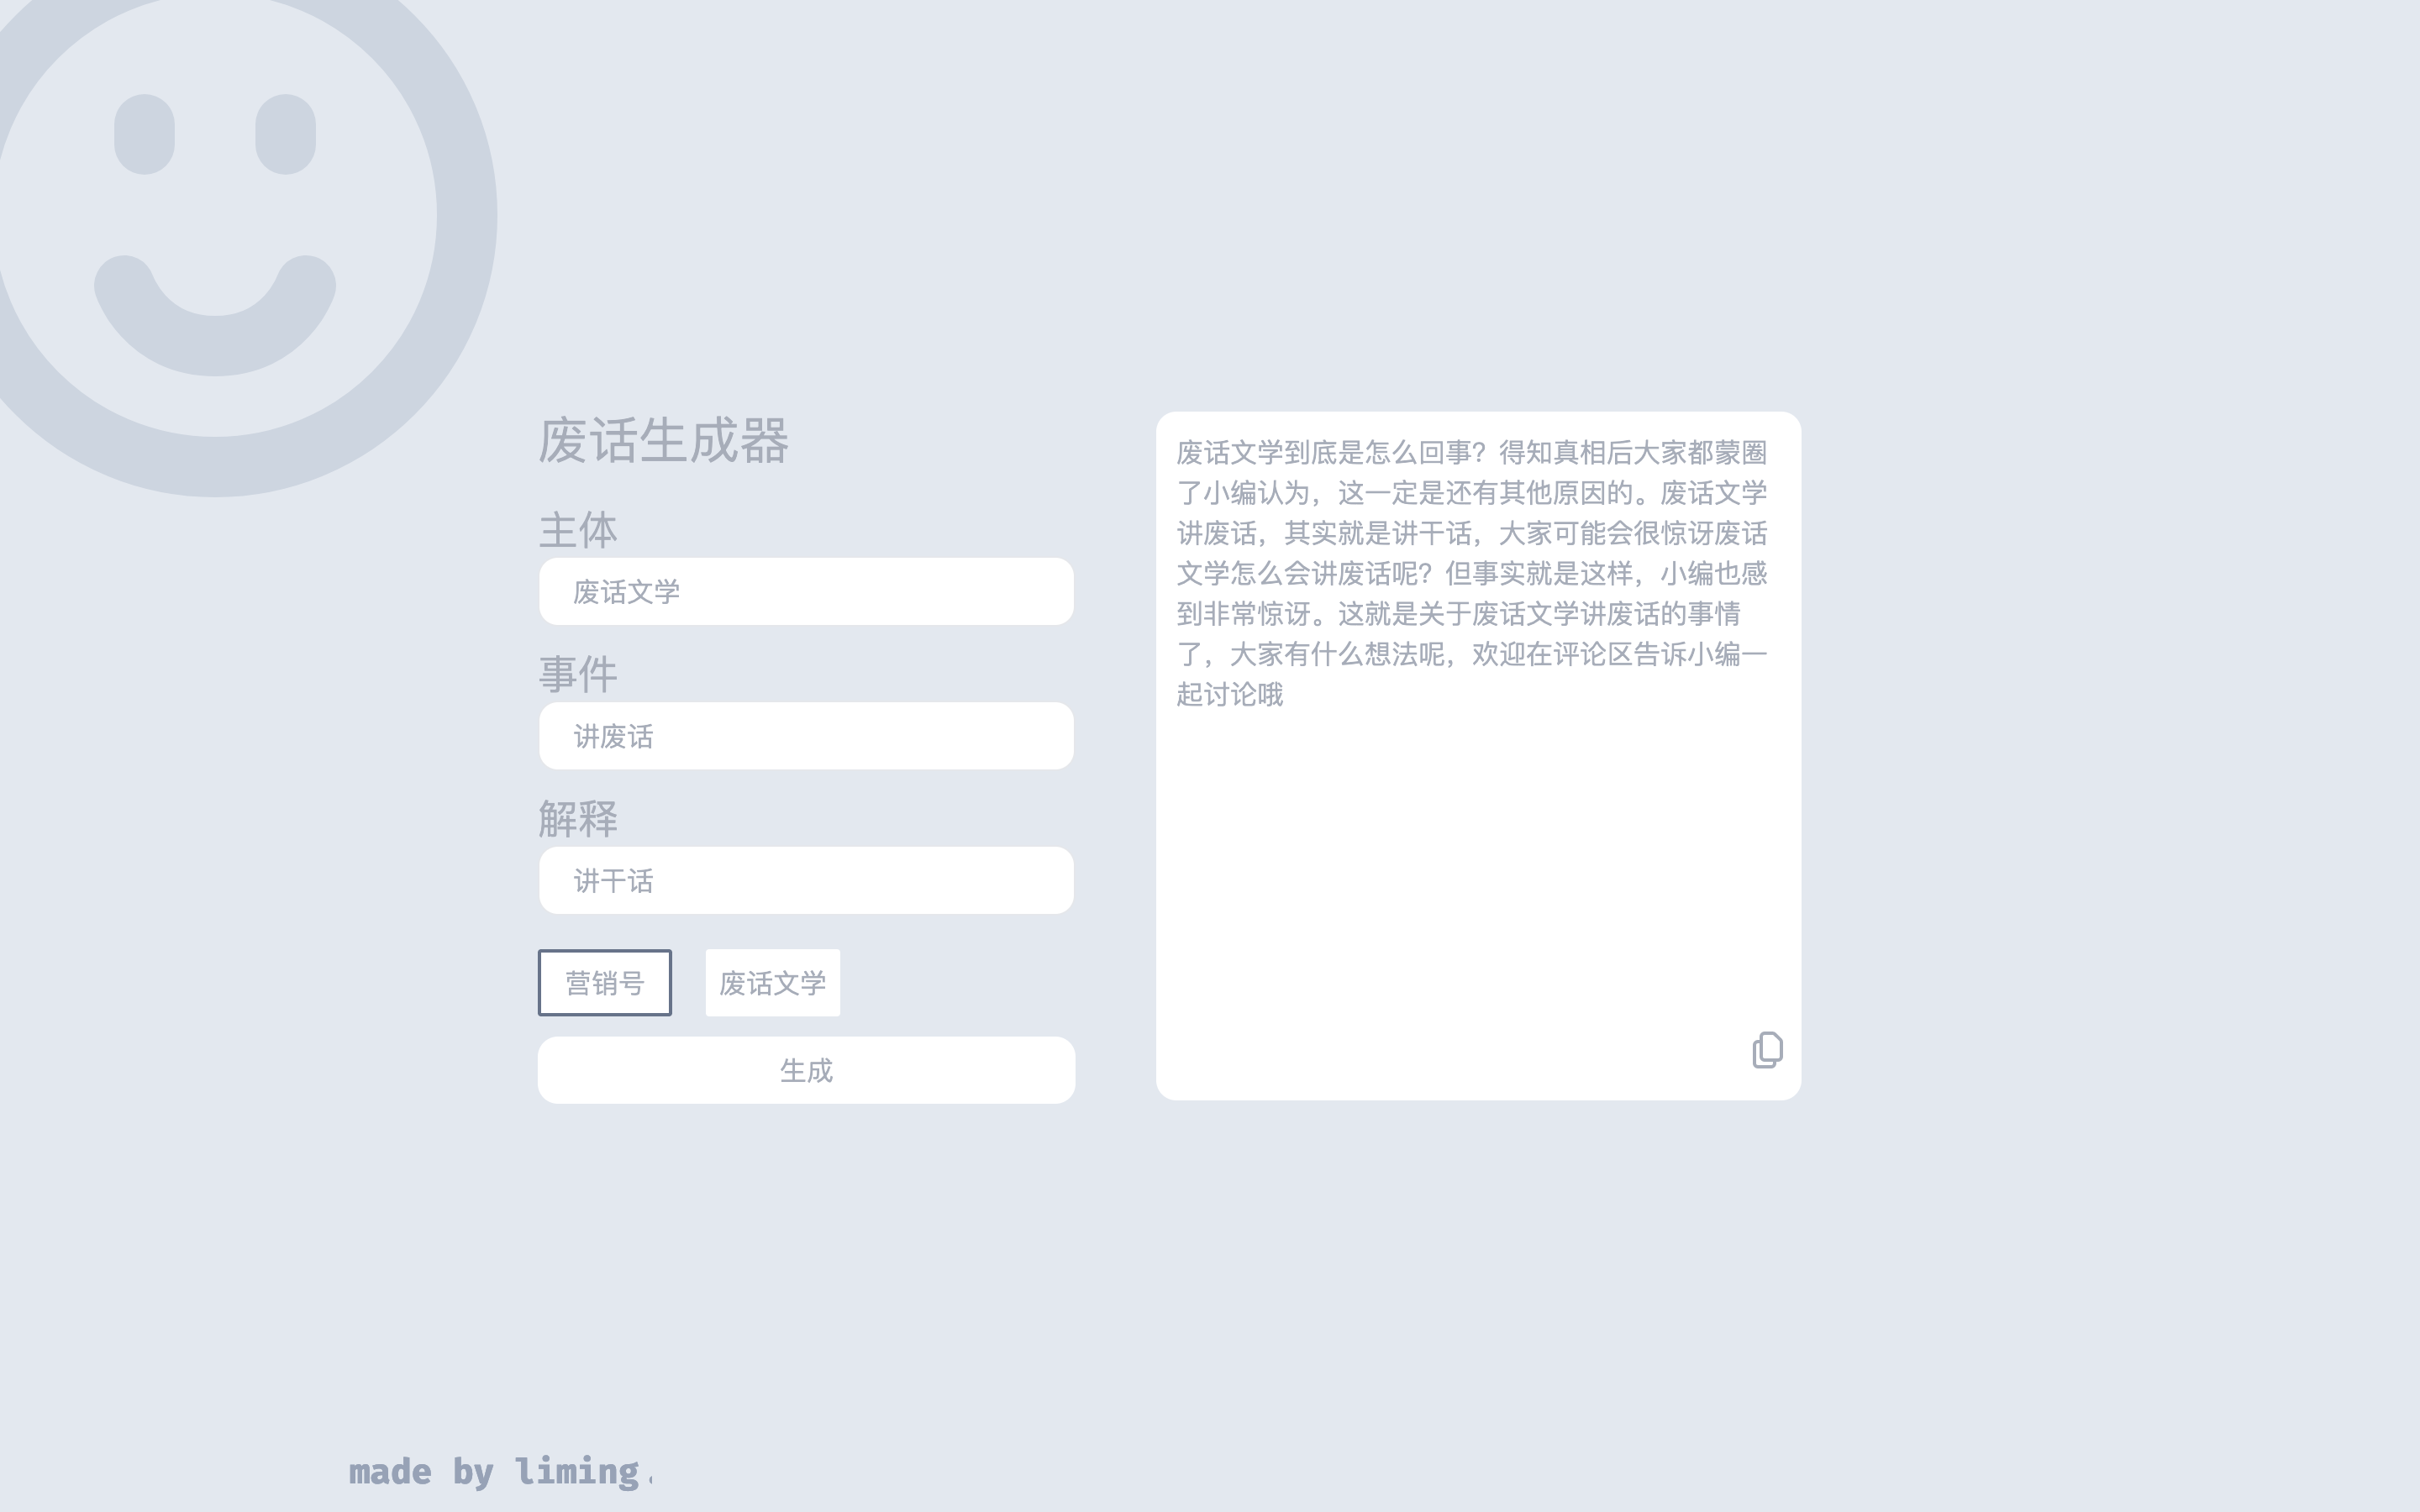 废话生成器
主体
废话文学
事件
讲废话
解释
讲干话
营销号
废话文学
生成
废话文学到底是怎么回事？得知真相后大家都蒙圈
了小编认为，这一定是还有其他原因的。废话文学
讲废话，其实就是讲干话，大家可能会很惊讶废话
文学怎么会讲废话呢？但事实就是这样，小编也感
到非常惊讶。这就是关于废话文学讲废话的事情
了，大家有什么想法呢，欢迎在评论区告诉小编一
起讨论哦
made by liming.